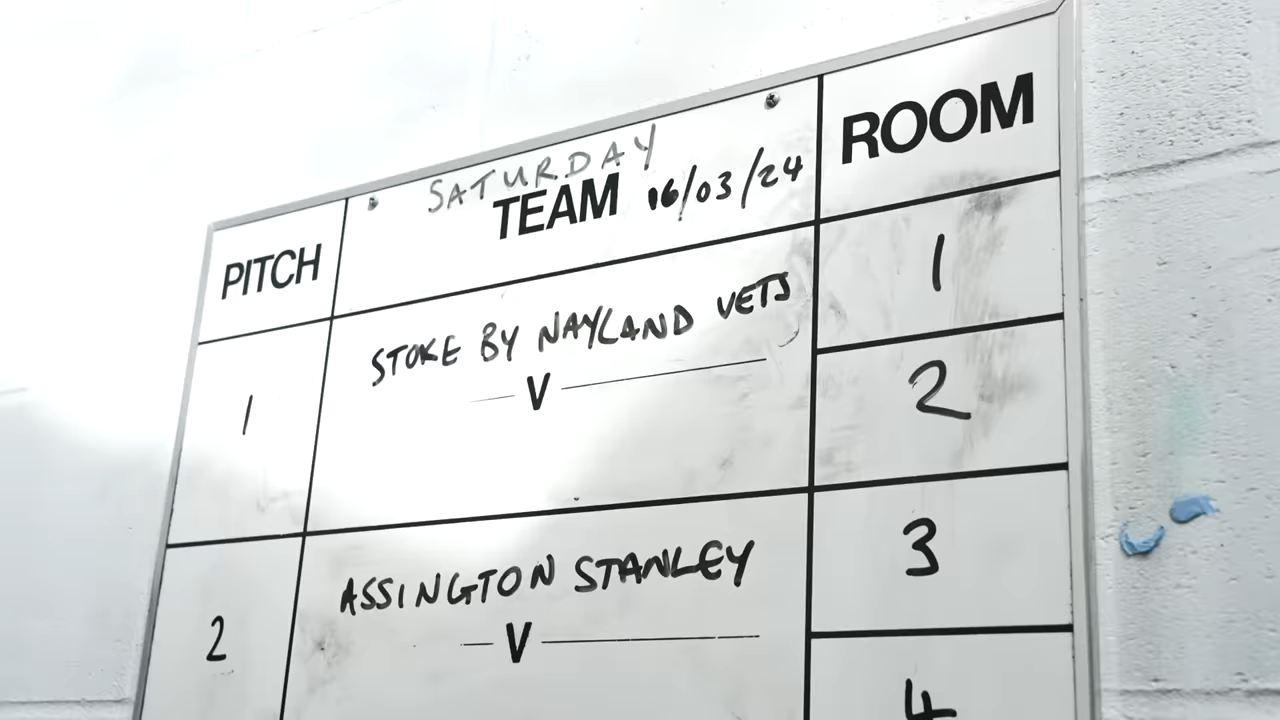 SATURDAY
PITCH TEAM 16/03/24 ROOM
1 STOKE BY NAYLAND VETS 1
V
2
2 ASSINGTON STANLEY 3
V
4